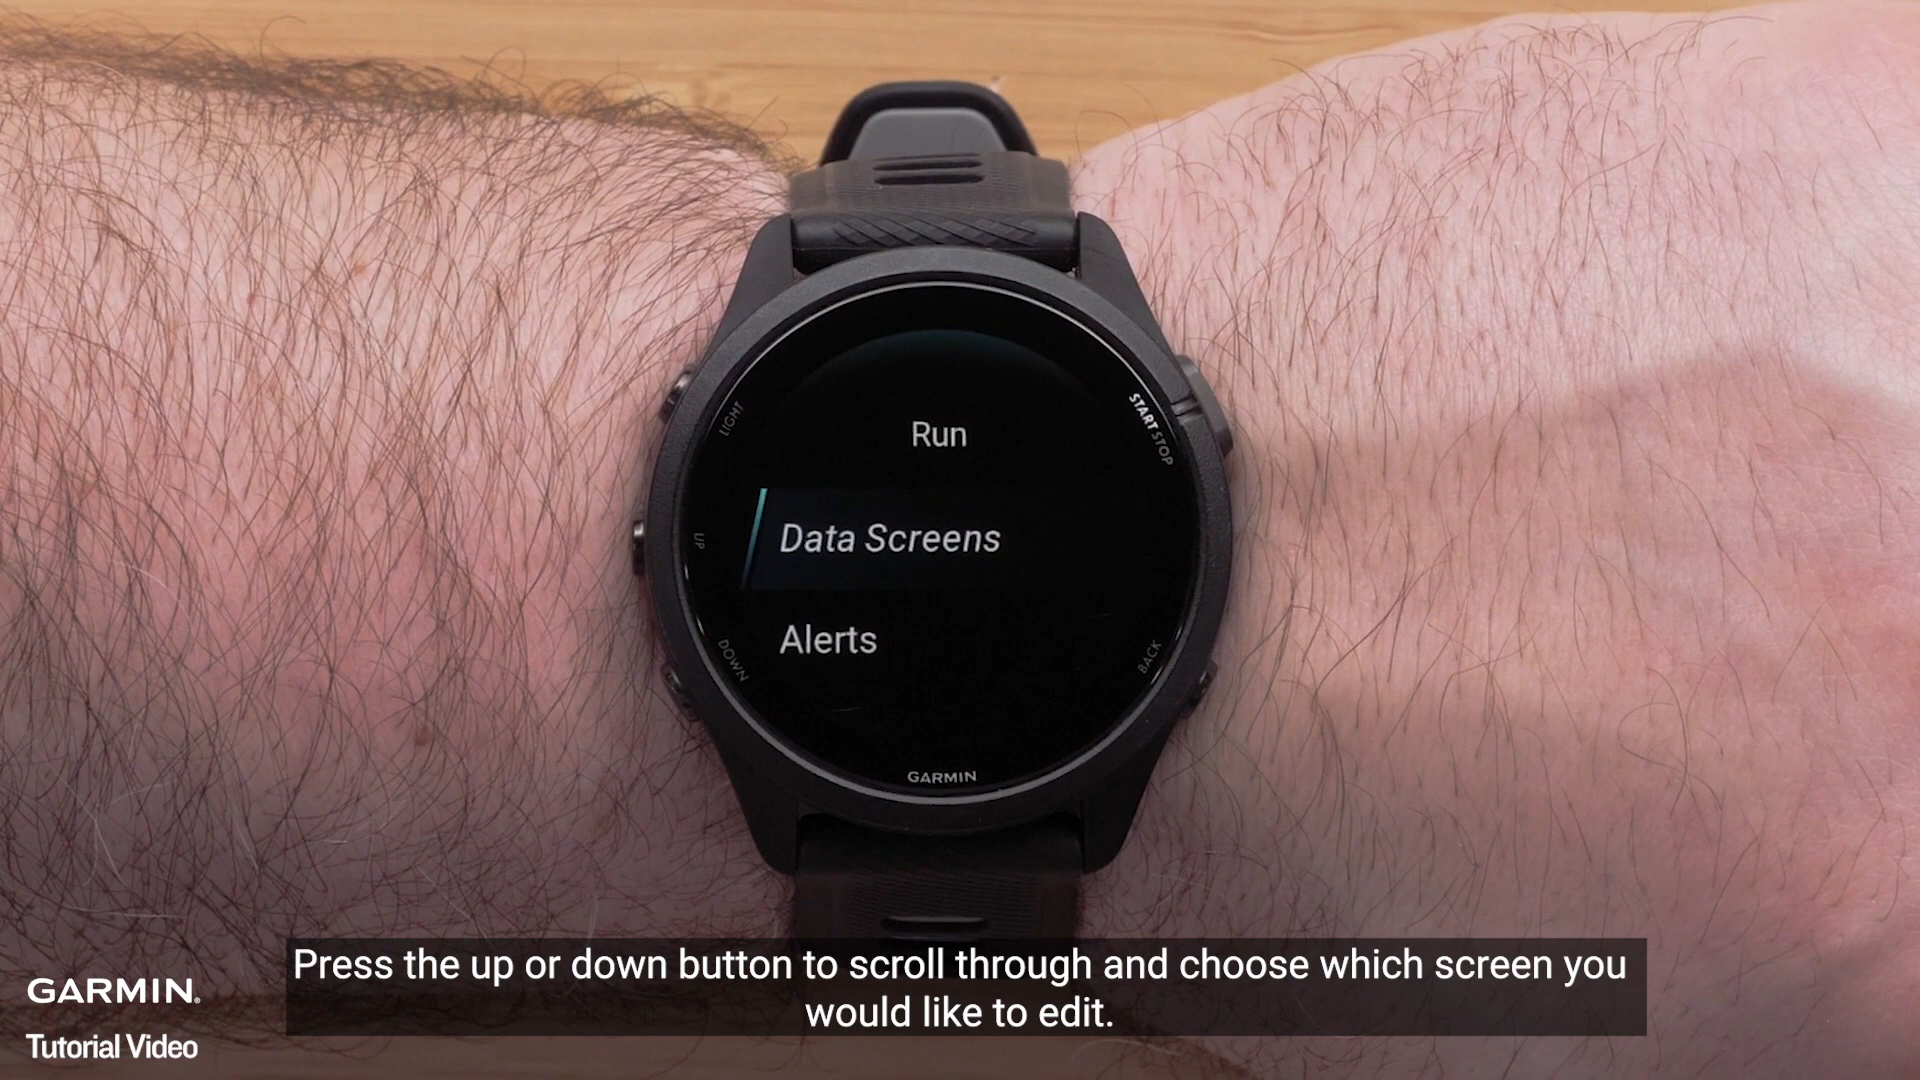 LIGHT
START STOP
Run
UP
Data Screens
DOWN
Alerts
BACK
GARMIN
Press the up or down button to scroll through and choose which screen you
would like to edit.
GARMIN.
Tutorial Video